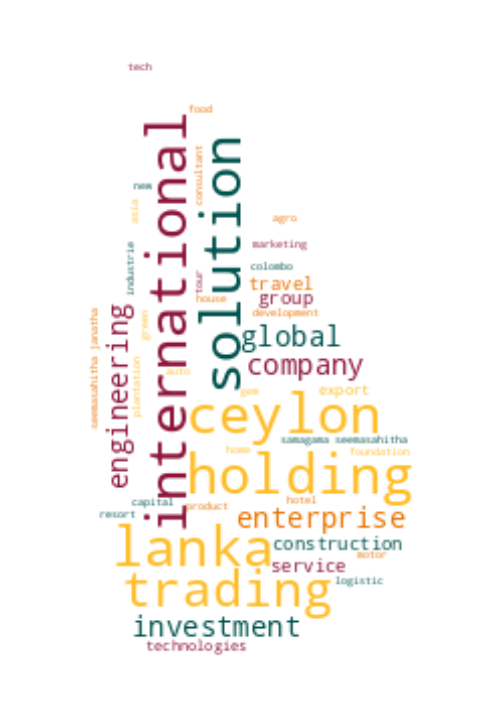 tech
food
international
solution
consultant
new
asia
agro
industrie
marketing
colombo
tour
travel
house
group
development
seemasahitha janatha
engineering
green
global
plantation
company
auto
gem
export
ceylon
samagama seemasahitha
home
foundation
holding
capital
product
hotel
resort
enterprise
lanka
construction
motor
service
trading
logistic
investment
technologies